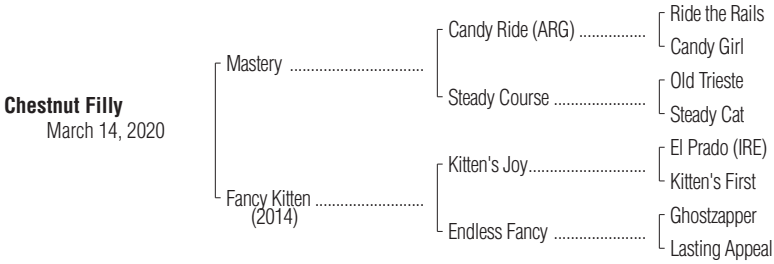 Chestnut Filly
March 14, 2020
Mastery ................................
Fancy Kitten ..........................
(2014)
Candy Ride (ARG) ................
Steady Course ......................
Kitten's Joy............................
Endless Fancy ......................
Ride the Rails
Candy Girl
Old Trieste
Steady Cat
El Prado (IRE)
Kitten's First
Ghostzapper
Lasting Appeal